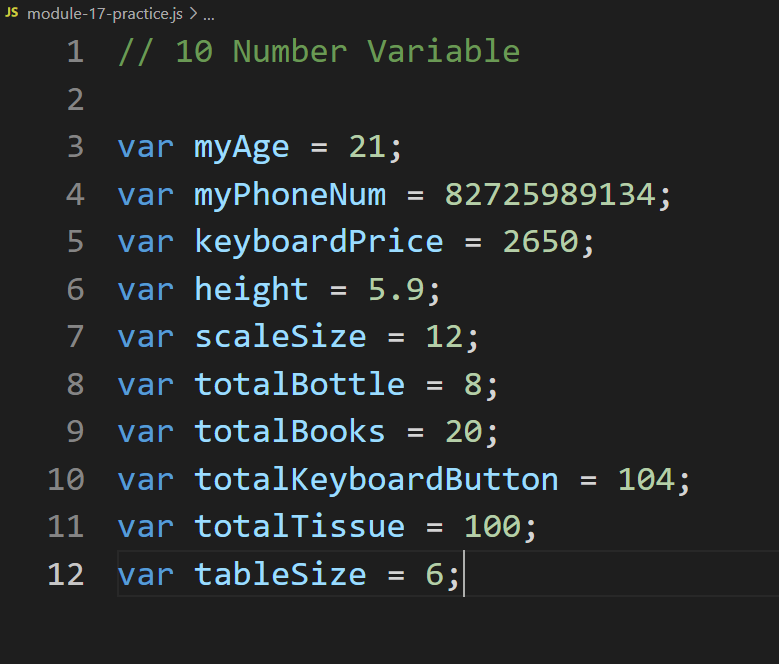 JS module-17-practice.js > ...
1 // 10 Number Variable
2
3 var myAge = 21;
4 var myPhoneNum = 82725989134;
5 var keyboardPrice = 2650;
6 var height = 5.9;
7 var scaleSize = 12;
8 var totalBottle = 8;
9 var totalBooks = 20;
10 var totalKeyboardButton = 104;
11 var totalTissue = 100;
12 var tableSize = 6;